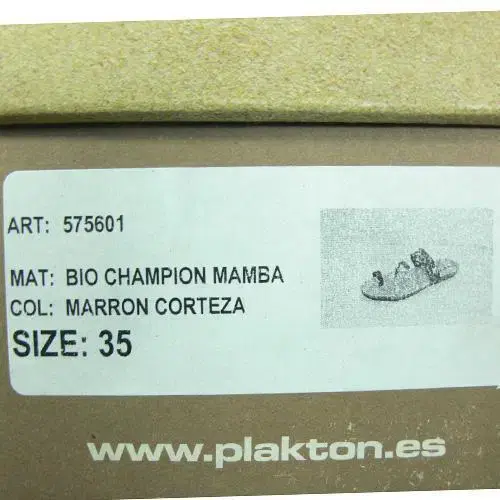 ART: 575601
MAT: BIO CHAMPION MAMBA
COL: MARRON CORTEZA
SIZE: 35
www.plakton.es